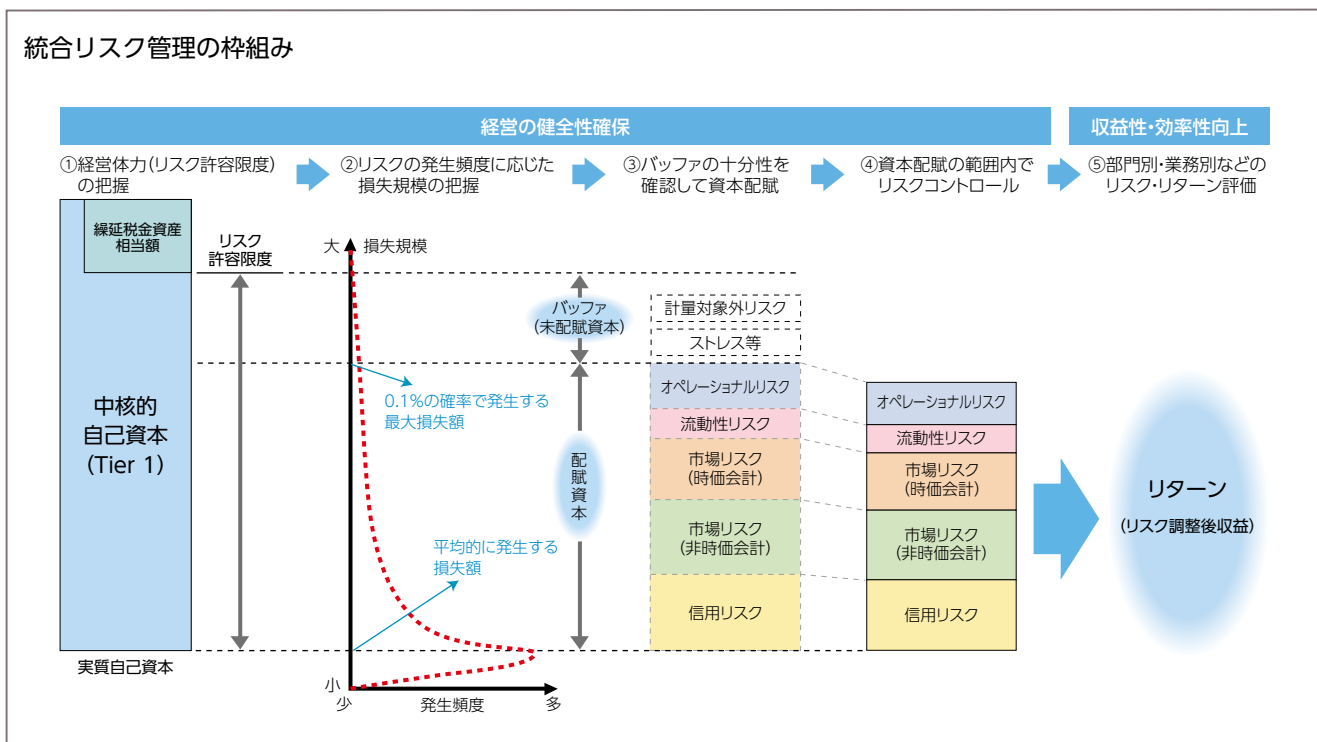 統合リスク管理の枠組み
経営の健全性確保
収益性・効率性向上
①経営体力(リスク許容限度)
の把握
②リスクの発生頻度に応じた
損失規模の把握
③バッファの十分性を
確認して資本配賦
④資本配賦の範囲内で
リスクコントロール
⑤部門別・業務別などの
リスク・リターン評価
繰延税金資産
相当額
リスク
許容限度
中核的
自己資本
(Tier 1)
実質自己資本
大
損失規模
0.1%の確率で発生する
最大損失額
平均的に発生する
損失額
小
少
発生頻度
多
バッファ
(未配賦資本)
配賦資本
計量対象外リスク
ストレス等
オペレーショナルリスク
流動性リスク
市場リスク
(時価会計)
市場リスク
(非時価会計)
信用リスク
オペレーショナルリスク
流動性リスク
市場リスク
(時価会計)
市場リスク
(非時価会計)
信用リスク
リターン
(リスク調整後収益)